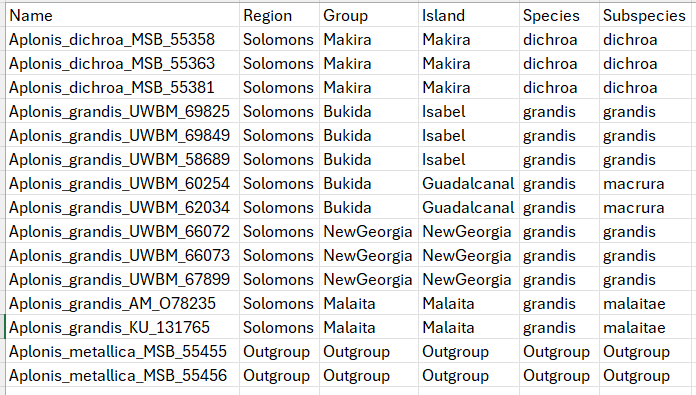 Name Region Group Island Species Subspecies
Aplonis_dichroa_MSB_55358 Solomons Makira Makira dichroa dichroa
Aplonis_dichroa_MSB_55363 Solomons Makira Makira dichroa dichroa
Aplonis_dichroa_MSB_55381 Solomons Makira Makira dichroa dichroa
Aplonis_grandis_UWBM_69825 Solomons Bukida Isabel grandis grandis
Aplonis_grandis_UWBM_69849 Solomons Bukida Isabel grandis grandis
Aplonis_grandis_UWBM_58689 Solomons Bukida Isabel grandis grandis
Aplonis_grandis_UWBM_60254 Solomons Bukida Guadalcanal grandis macrura
Aplonis_grandis_UWBM_62034 Solomons Bukida Guadalcanal grandis macrura
Aplonis_grandis_UWBM_66072 Solomons NewGeorgia NewGeorgia grandis grandis
Aplonis_grandis_UWBM_66073 Solomons NewGeorgia NewGeorgia grandis grandis
Aplonis_grandis_UWBM_67899 Solomons NewGeorgia NewGeorgia grandis grandis
Aplonis_grandis_AM_O78235 Solomons Malaita Malaita grandis malaitae
Aplonis_grandis_KU_131765 Solomons Malaita Malaita grandis malaitae
Aplonis_metallica_MSB_55455 Outgroup Outgroup Outgroup Outgroup Outgroup
Aplonis_metallica_MSB_55456 Outgroup Outgroup Outgroup Outgroup Outgroup